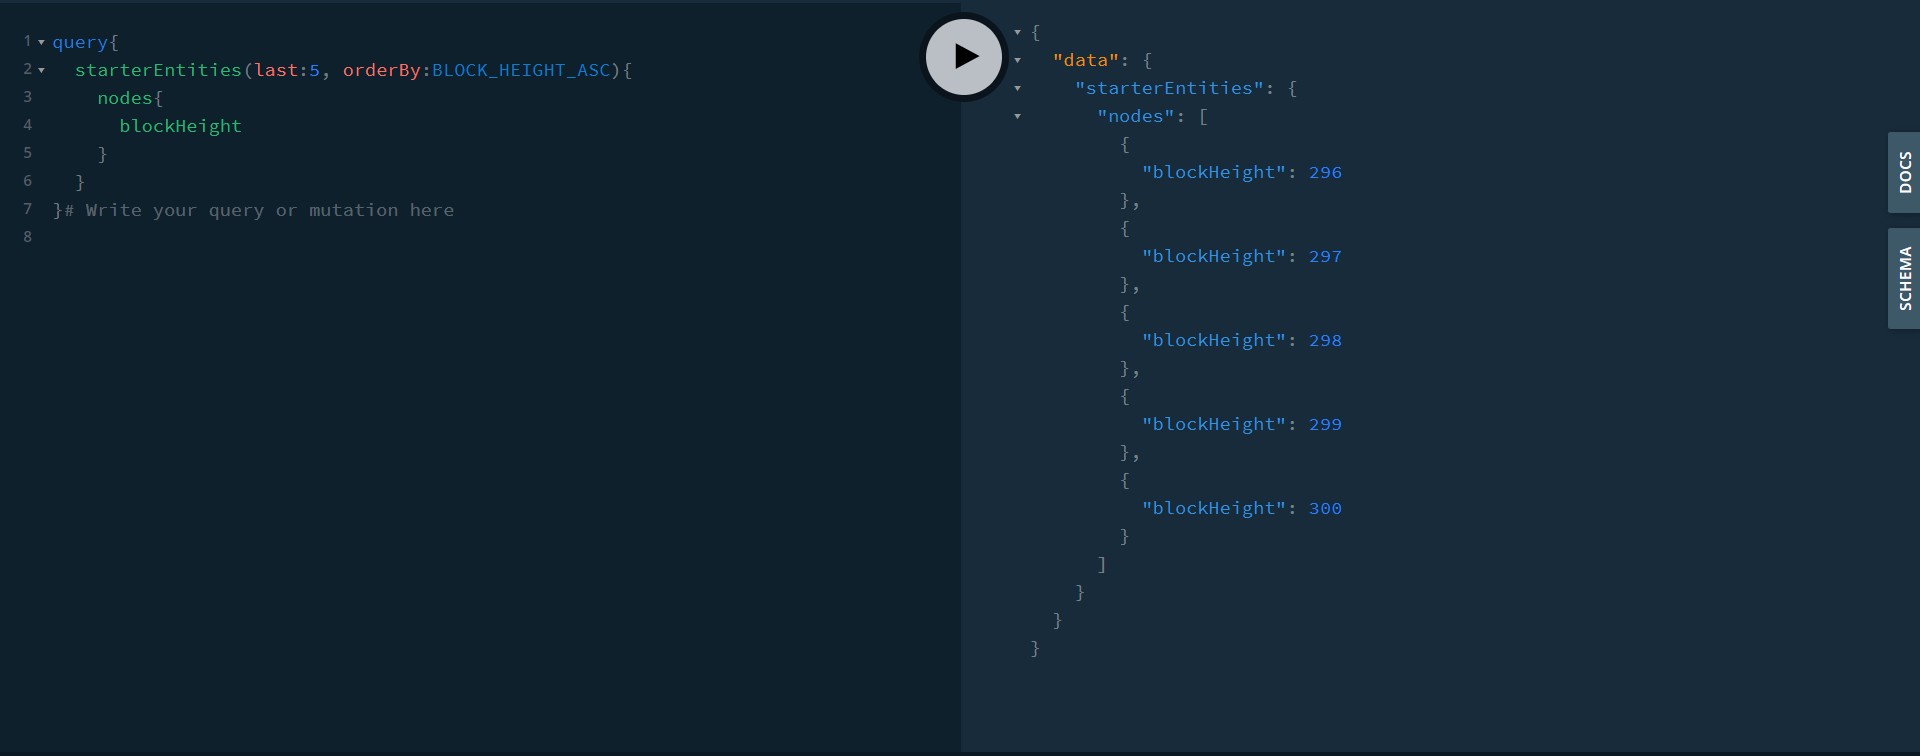 1 query{
2 starterEntities(last:5, orderBy:BLOCK_HEIGHT_ASC){
3 nodes{
4 blockHeight
5 }
6 }
7 }# Write your query or mutation here
8
{
"data": {
"starterEntities": {
"nodes": [
{
"blockHeight": 296
},
{
"blockHeight": 297
},
{
"blockHeight": 298
},
{
"blockHeight": 299
},
{
"blockHeight": 300
}
]
}
}
}
DOCS
SCHEMA